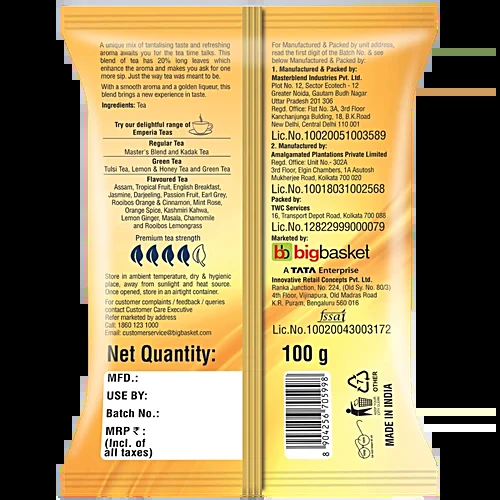 A unique mix of tantalising taste and refreshing
aroma awaits you for the tea time talks. This
blend of tea has 20% long leaves which
enhance the aroma and makes you ask for one
more sip. Just the way tea was meant to be.
With a smooth aroma and a golden liqueur, this
blend brings a new experience in taste.
Ingredients: Tea
Try our delightful range of
Emperia Teas
Regular Tea
Master's Blend and Kadak Tea
Green Tea
Tulsi Tea, Lemon & Honey Tea and Green Tea
Flavoured Tea
Assam, Tropical Fruit, English Breakfast,
Jasmine, Darjeeling, Passion Fruit, Earl Grey,
Rooibos Orange & Cinnamon, Mint Rose,
Orange Spice, Kashmiri Kahwa,
Lemon Ginger, Masala, Chamomile
and Rooibos Lemongrass
Premium tea strength
Store in ambient temperature, dry & hygienic
place, away from sunlight and heat source.
Once opened, store in an airtight container.
For customer complaints / feedback / queries
contact Customer Care Executive
Refer marketed by address
Call: 1860 123 1000
Email: customerservice@bigbasket.com
Net Quantity:
MFD.:
USE BY:
Batch No.:
MRP ₹ :
(Incl. of
all taxes)
For Manufactured & Packed by unit address,
read the first digit of the Batch No. & see
below Manufactured & Packed by:
1. Manufactured & Packed by:
Masterblend Industries Pvt. Ltd.
Plot No. 12, Sector Ecotech - 12
Greater Noida, Gautam Budh Nagar
Uttar Pradesh 201 306
Regd. Office: Flat No. 3A, 3rd Floor
Kanchanjunga Building, 18, B.K.Road
New Delhi, Central Delhi 110 001
Lic.No.10020051003589
2. Manufactured by:
Amalgamated Plantations Private Limited
Regd. Office: Unit No.- 302A
3rd Floor, Elgin Chambers, 1A Asutosh
Mukherjee Road, Kolkata 700 020
Lic.No.10018031002568
Packed by:
TWC Services
16, Transport Depot Road, Kolkata 700 088
Lic.No.12822999000079
Marketed by:
bb bigbasket
A TATA Enterprise
Innovative Retail Concepts Pvt. Ltd.
Ranka Junction, No. 224, (Old Sy. No. 80/3)
4th Floor, Vijinapura, Old Madras Road
K.R. Puram, Bengaluru 560 016
fssai
Lic.No.10020043003172
100 g
8 904256 705998
7
OTHER
MADE IN INDIA